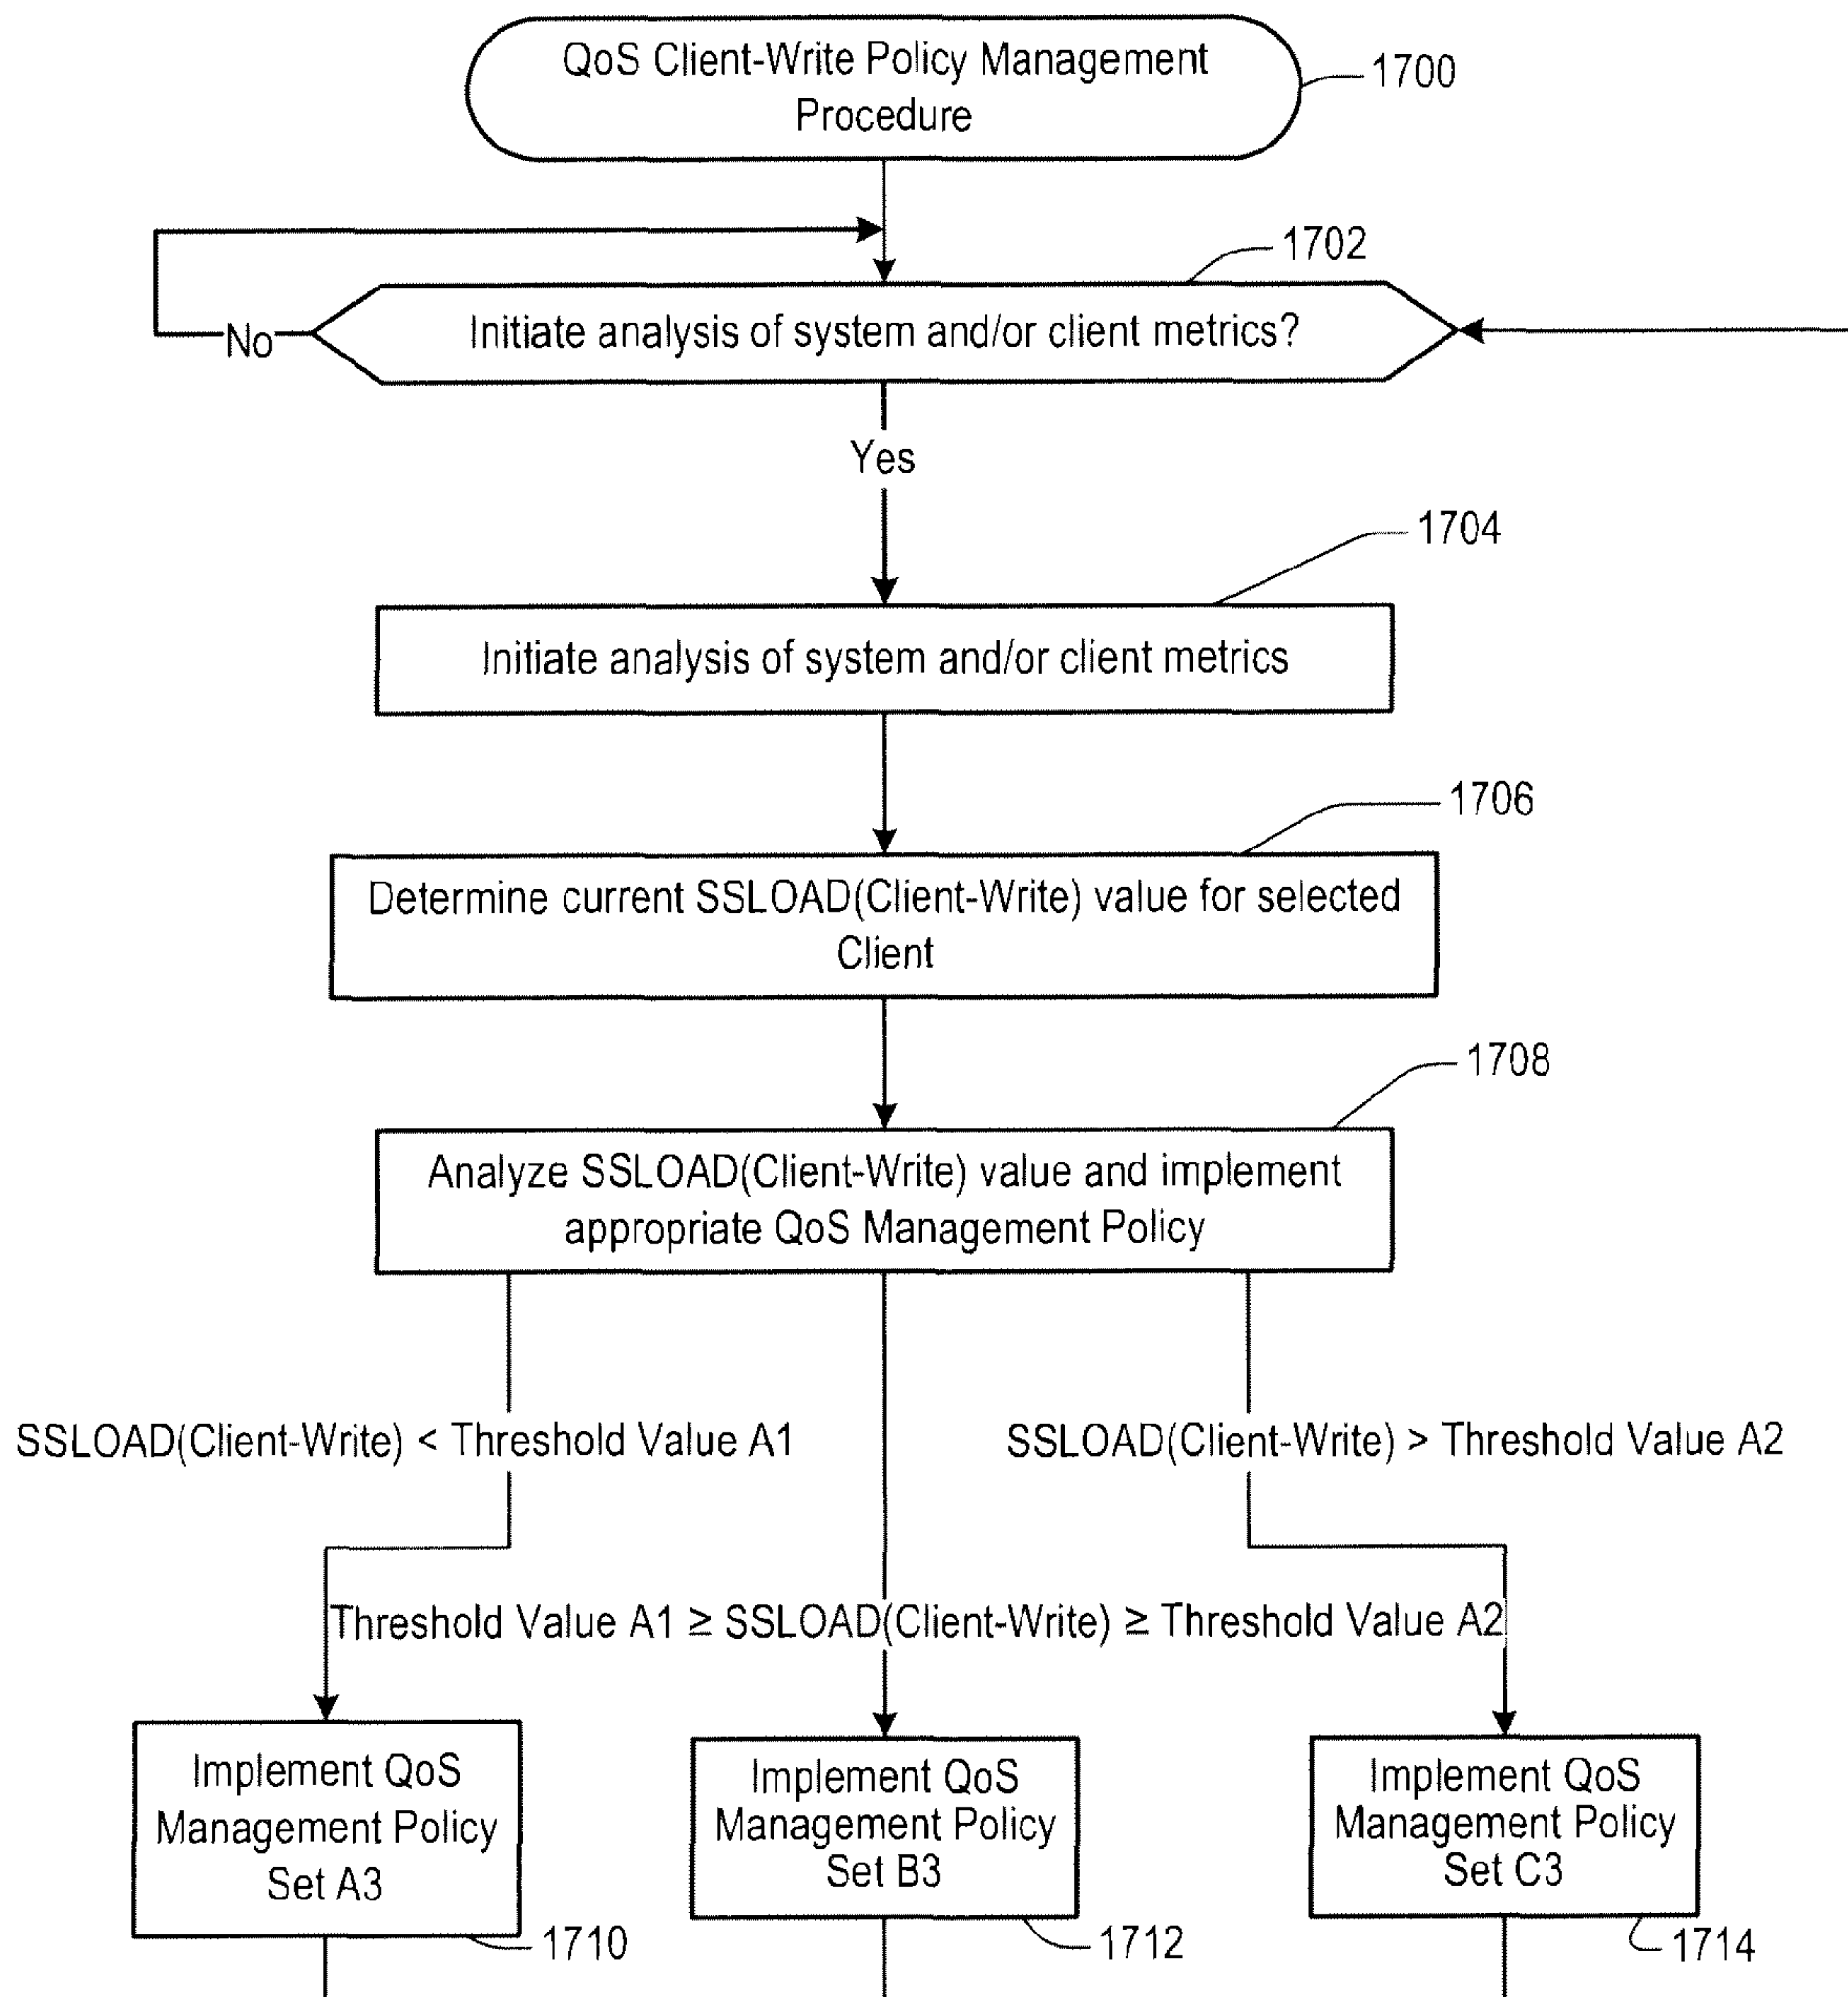 QoS Client-Write Policy Management
Procedure
1700
1702
Initiate analysis of system and/or client metrics?
No
Yes
1704
Initiate analysis of system and/or client metrics
1706
Determine current SSLOAD(Client-Write) value for selected
Client
1708
Analyze SSLOAD(Client-Write) value and implement
appropriate QoS Management Policy
SSLOAD(Client-Write) < Threshold Value A1
SSLOAD(Client-Write) > Threshold Value A2
Threshold Value A1 ≥ SSLOAD(Client-Write) ≥ Threshold Value A2
Implement QoS
Management Policy
Set A3
1710
Implement QoS
Management Policy
Set B3
1712
Implement QoS
Management Policy
Set C3
1714